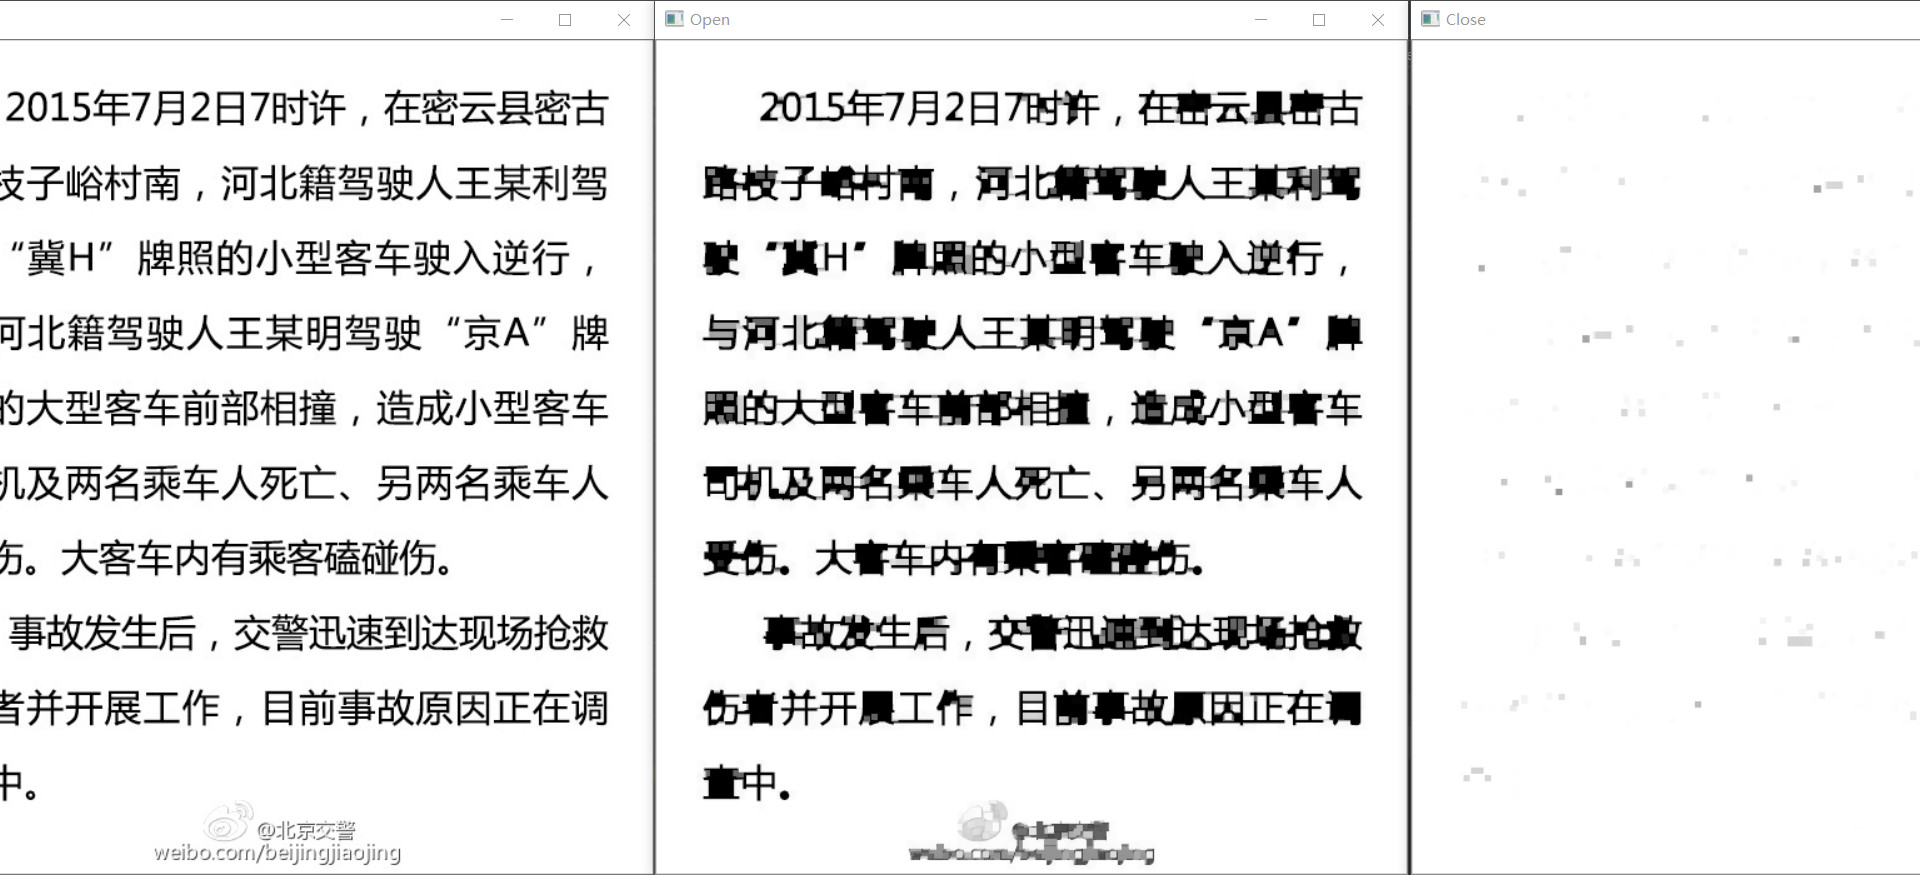 2015年7月2日7时许，在密云县密古
枝子峪村南，河北籍驾驶人王某利驾
“冀H”牌照的小型客车驶入逆行，
河北籍驾驶人王某明驾驶“京A”牌
的大型客车前部相撞，造成小型客车
机及两名乘车人死亡、另两名乘车人
伤。大客车内有乘客磕碰伤。
事故发生后，交警迅速到达现场抢救
者并开展工作，目前事故原因正在调
中。
@北京交警
weibo.com/beijingjiaojing
Open
2015年7月2日7时许，在密云县密古
路枝子峪村南，河北籍驾驶人王某利驾
驶“冀H”牌照的小型客车驶入逆行，
与河北籍驾驶人王某明驾驶“京A”牌
照的大型客车前部相撞，造成小型客车
司机及两名乘车人死亡、另两名乘车人
受伤。大客车内有乘客磕碰伤。
事故发生后，交警迅速到达现场抢救
伤者并开展工作，目前事故原因正在调
查中。
Close